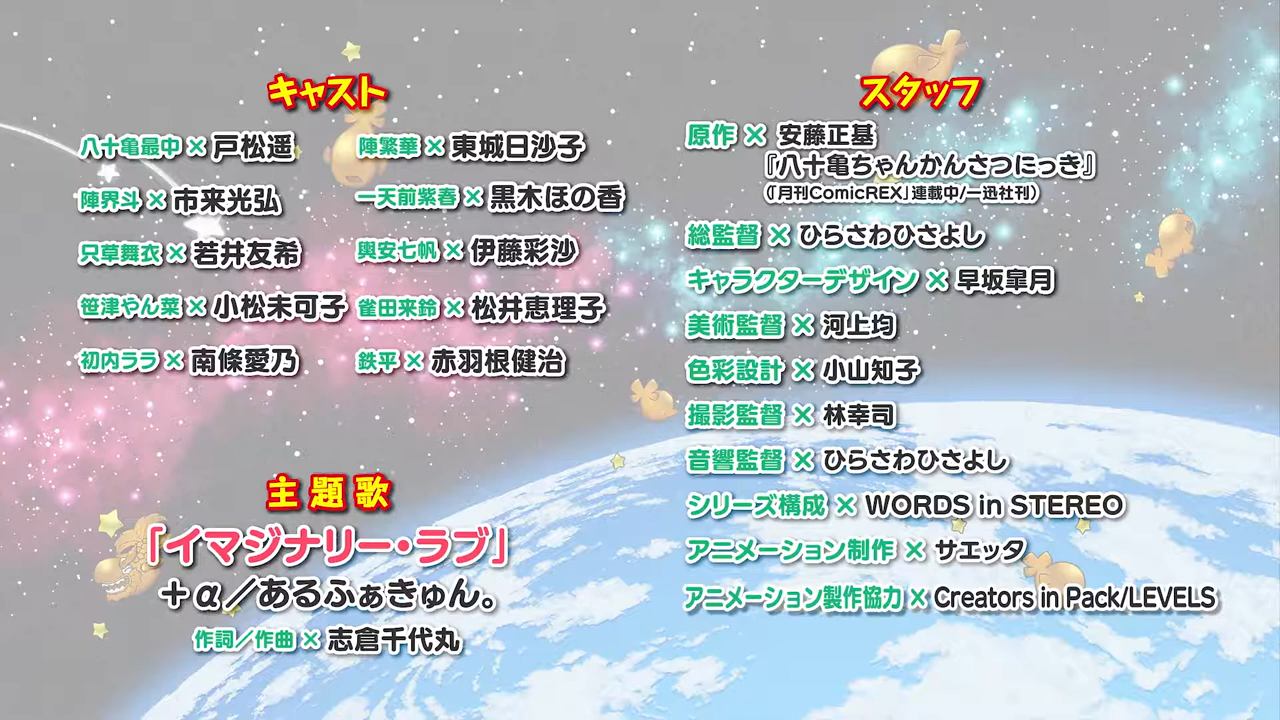 キャスト
八十亀最中×戸松遥
陣繁華×東城日沙子
陣界斗×市来光弘
一天前紫春×黒木ほの香
只草舞衣×若井友希
輿安七帆×伊藤彩沙
笹津やん菜×小松未可子
雀田来鈴×松井恵理子
初内ララ×南條愛乃
鉄平×赤羽根健治
主題歌
「イマジナリー・ラブ」
＋α／あるふぁきゅん。
作詞／作曲×志倉千代丸
スタッフ
原作×安藤正基
『八十亀ちゃんかんさつにっき』
（「月刊ComicREX」連載中/一迅社刊）
総監督×ひらさわひさよし
キャラクターデザイン×早坂皐月
美術監督×河上均
色彩設計×小山知子
撮影監督×林幸司
音響監督×ひらさわひさよし
シリーズ構成×WORDS in STEREO
アニメーション制作×サエッタ
アニメーション製作協力×Creators in Pack/LEVELS